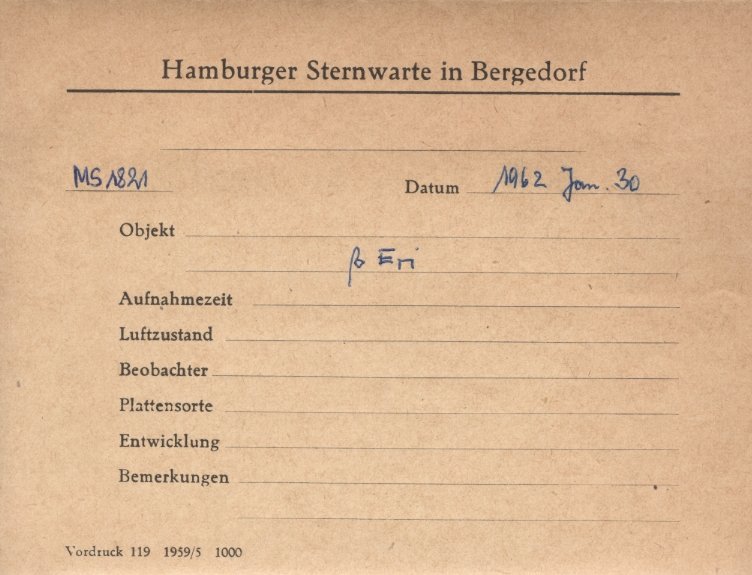 Hamburger Sternwarte in Bergedorf
MS 1821 Datum 1962 Jan. 30
Objekt
β Eri
Aufnahmezeit
Luftzustand
Beobachter
Plattensorte
Entwicklung
Bemerkungen
Vordruck 119 1959/5 1000